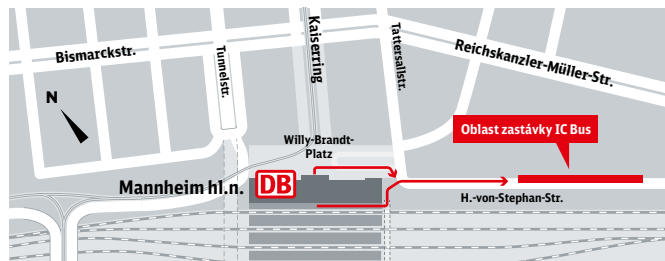 Bismarckstr.
Tunnelstr.
Kaiserring
Tattersallstr.
Reichskanzler-Müller-Str.
N
Oblast zastávky IC Bus
Willy-Brandt-
Platz
Mannheim hl.n.
DB
H.-von-Stephan-Str.